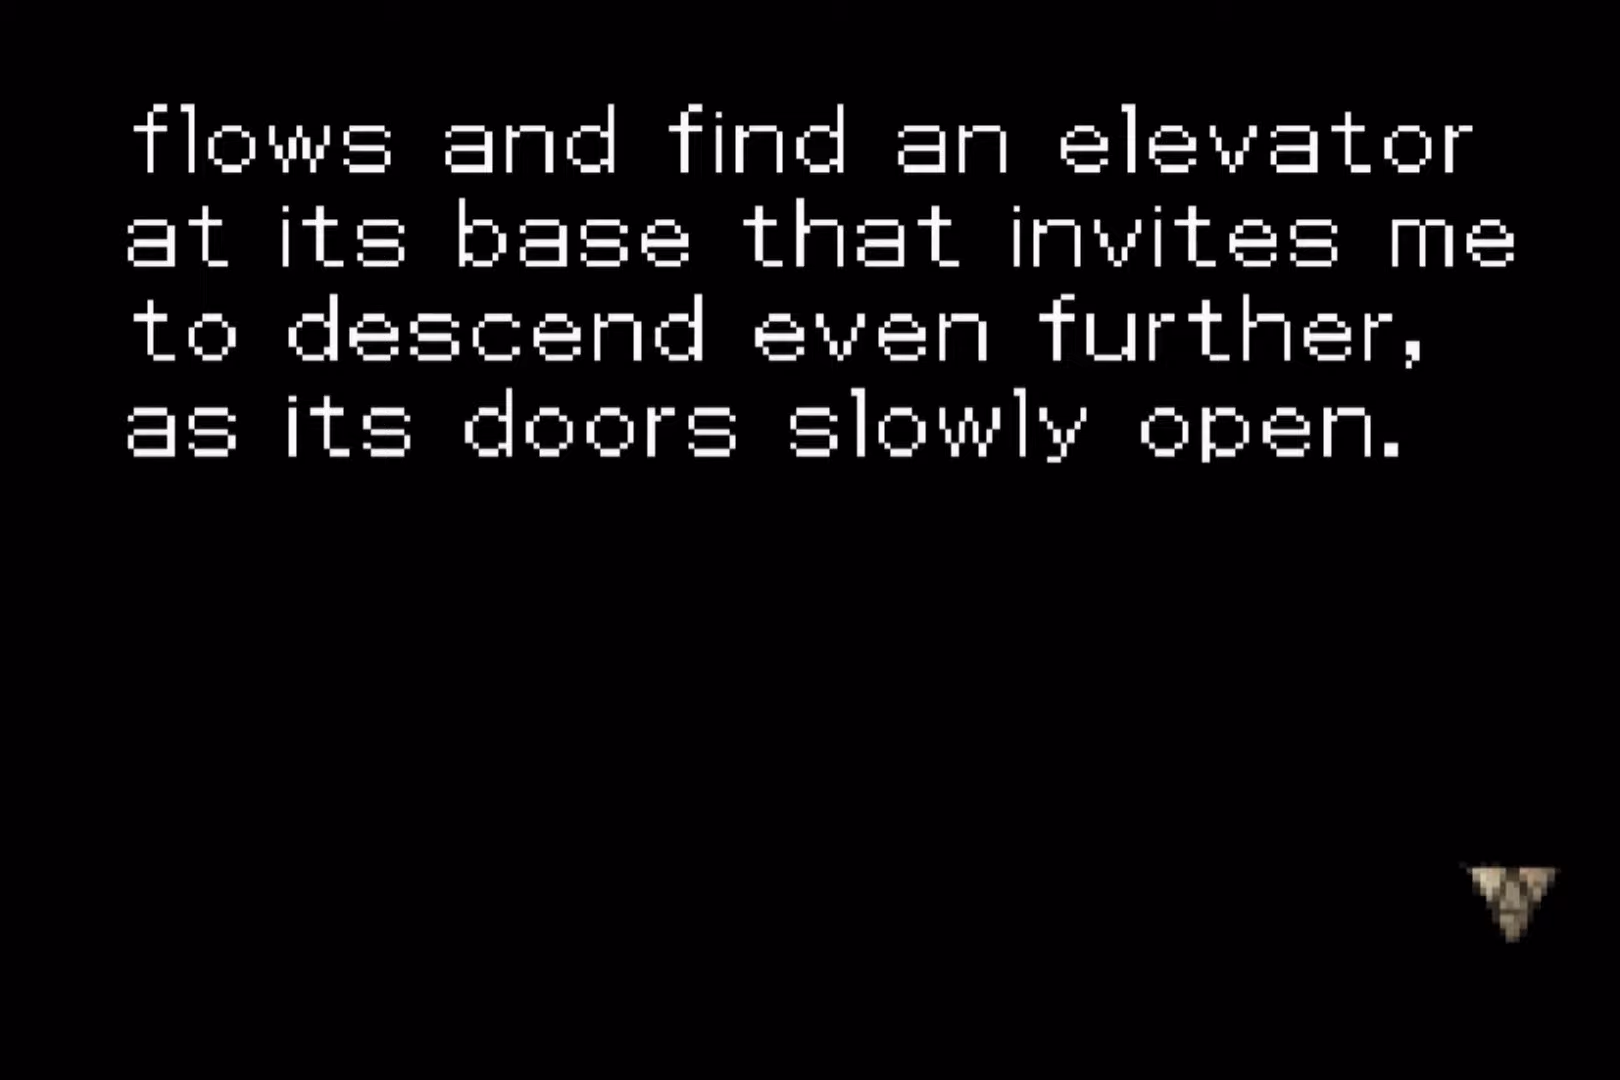 flows and find an elevator
at its base that invites me
to descend even further,
as its doors slowly open.